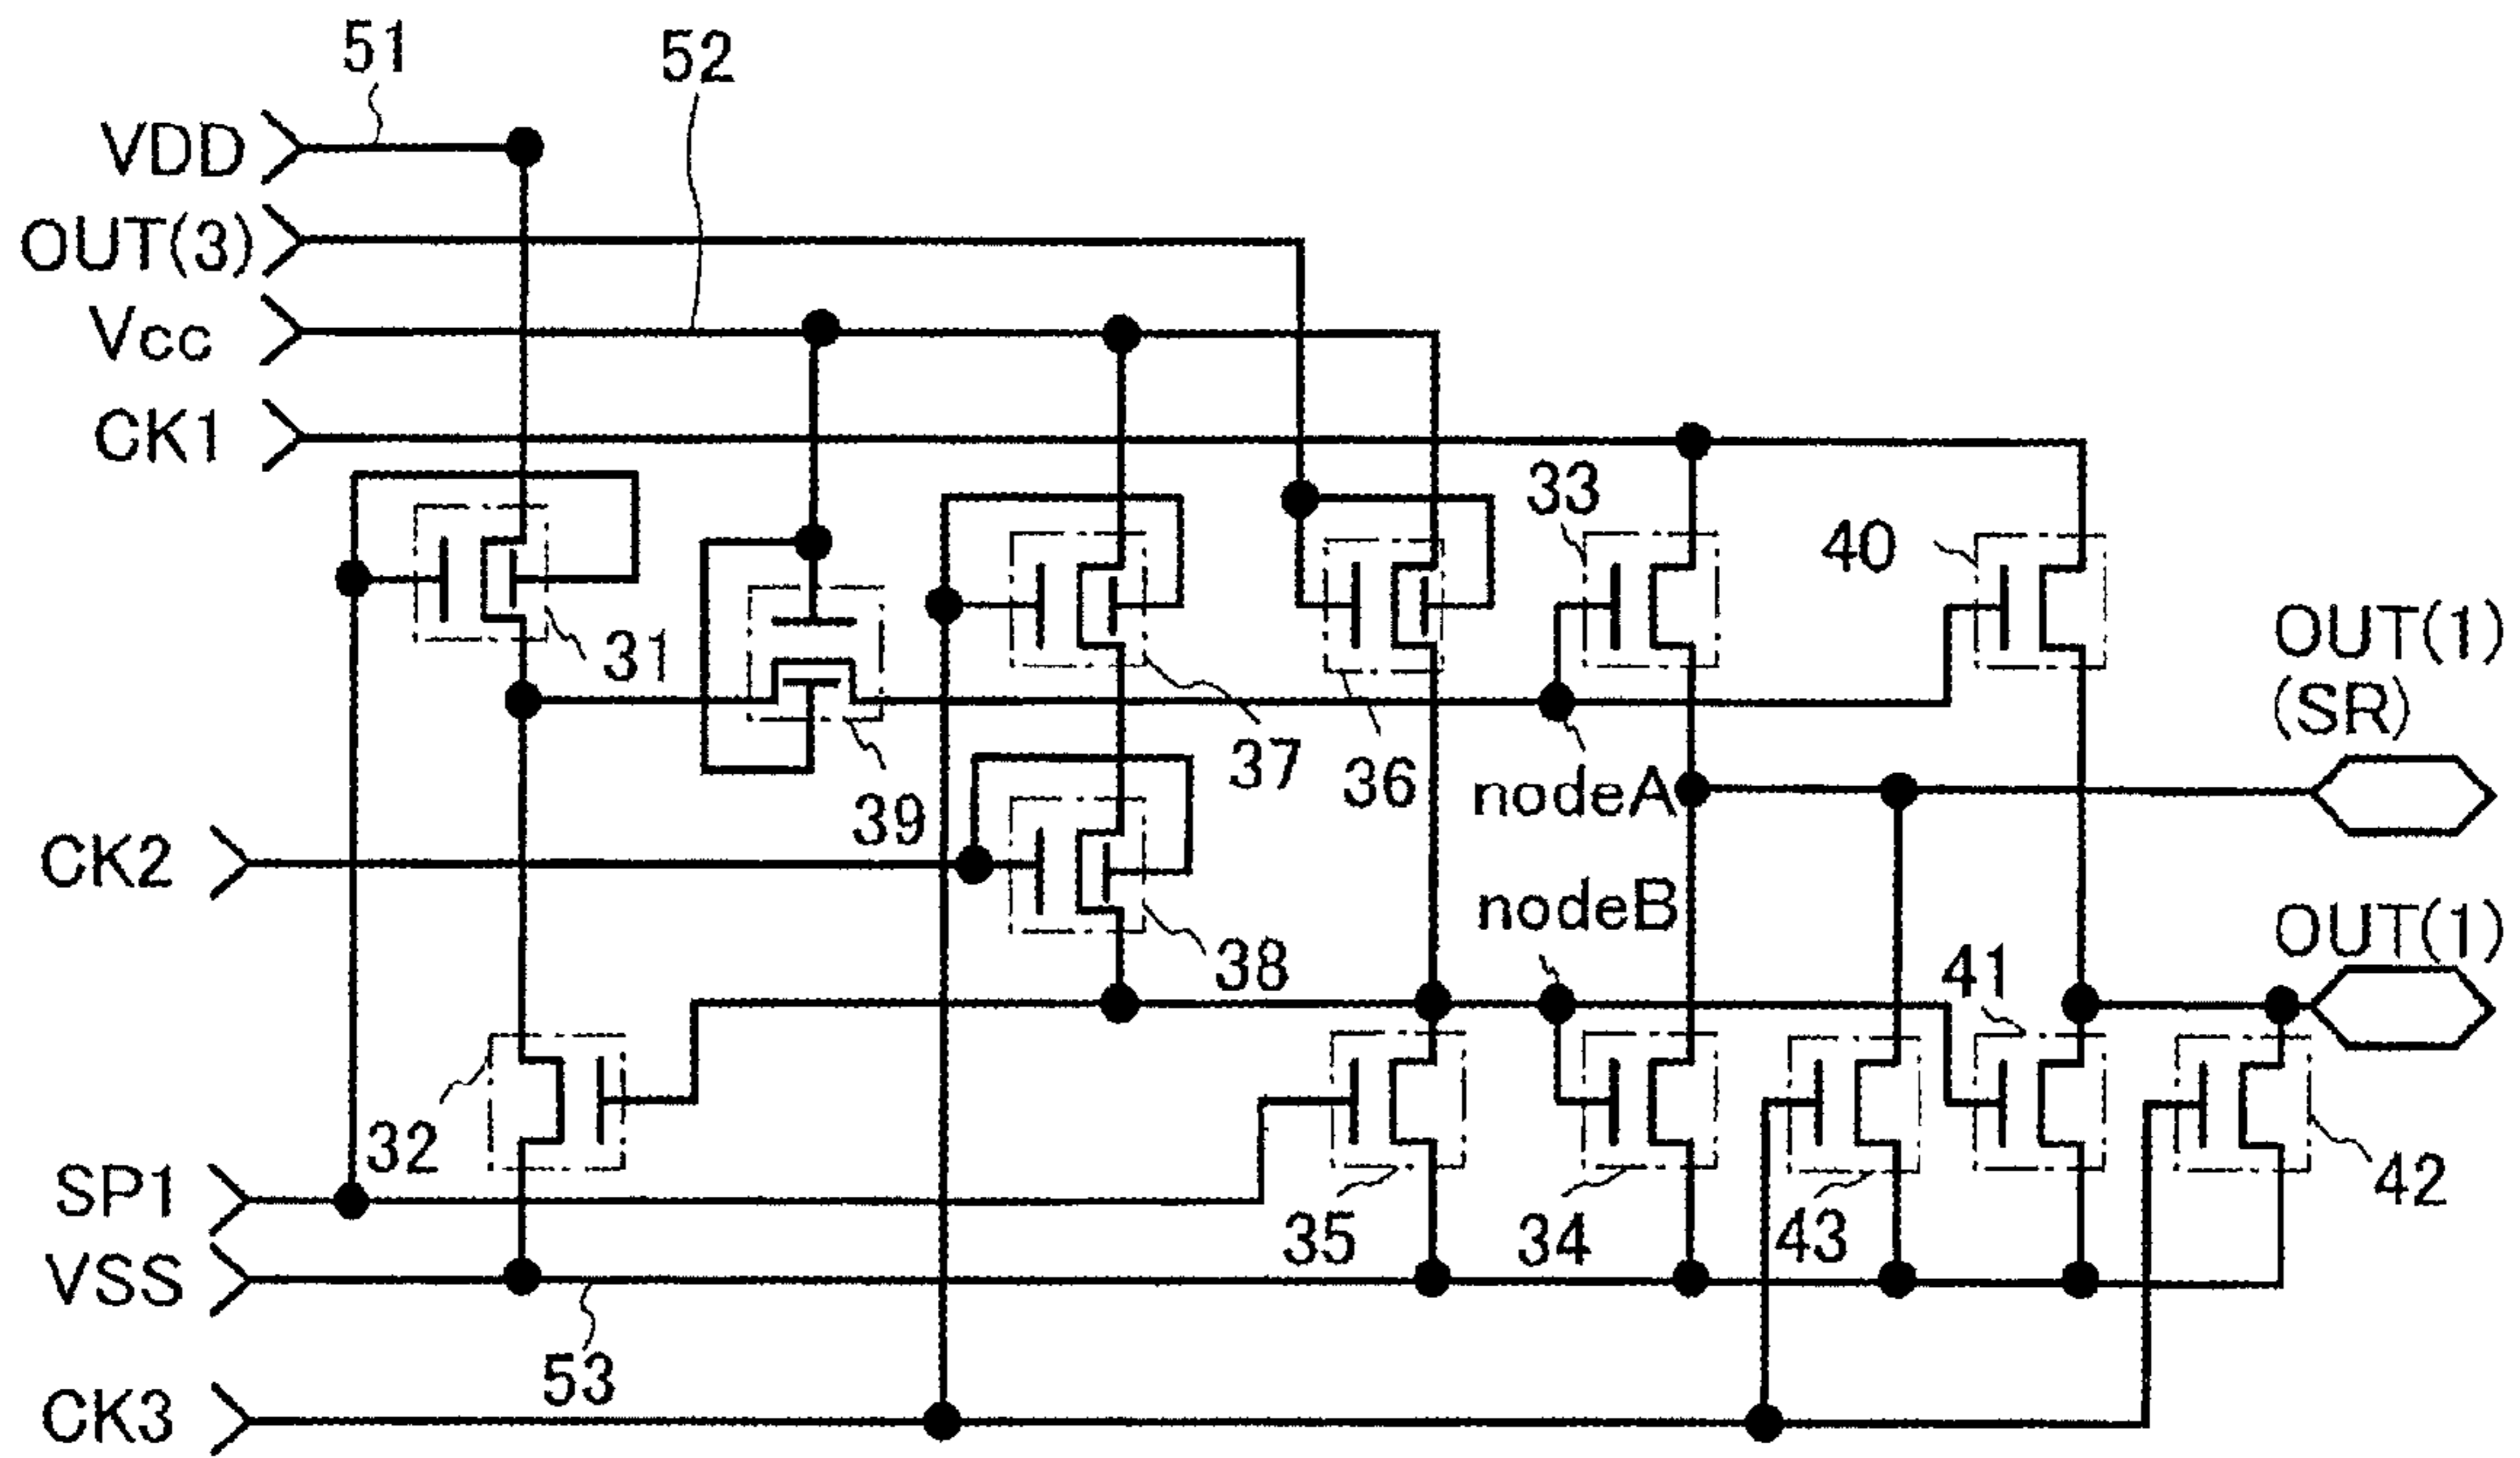 51
52
VDD
OUT(3)
Vcc
CK1
33
40
31
OUT(1)
(SR)
37
36
nodeA
39
CK2
nodeB
38
41
OUT(1)
32
SP1
35
34
43
42
VSS
53
CK3